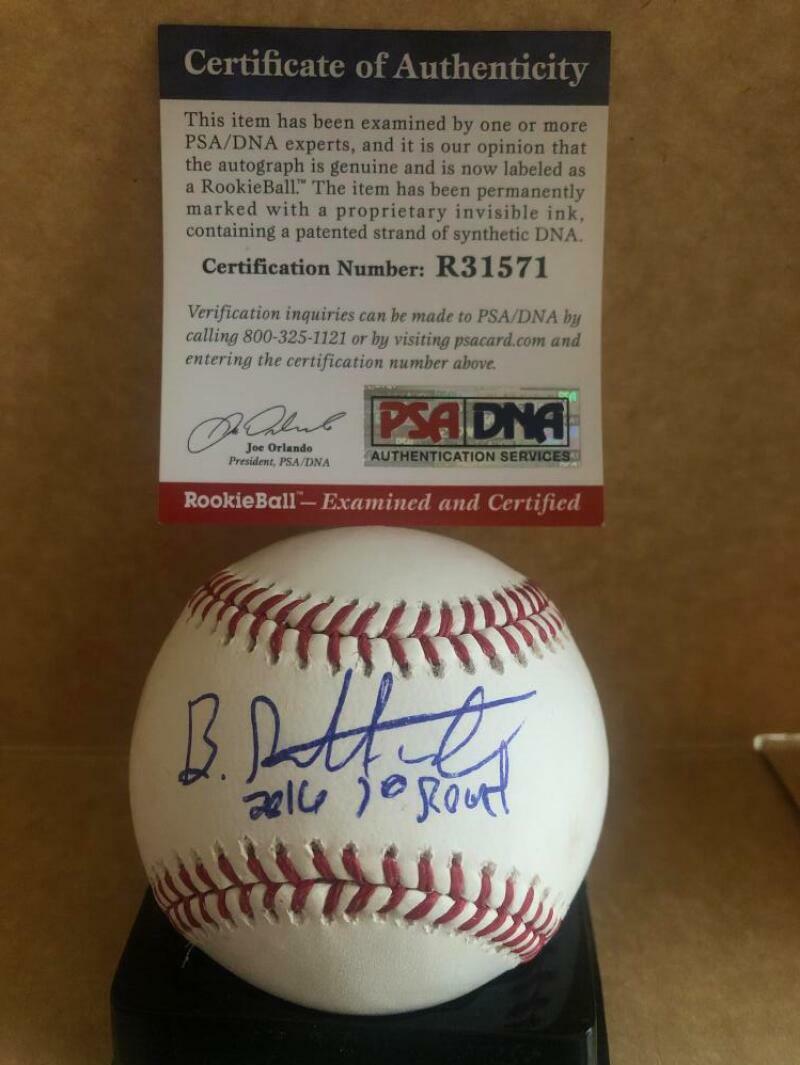 Certificate of Authenticity
This item has been examined by one or more
PSA/DNA experts, and it is our opinion that
the autograph is genuine and is now labeled as
a RookieBall.™ The item has been permanently
marked with a proprietary invisible ink,
containing a patented strand of synthetic DNA.
Certification Number: R31571
Verification inquiries can be made to PSA/DNA by
calling 800-325-1121 or by visiting psacard.com and
entering the certification number above.
Joe Orlando
President, PSA/DNA
PSA DNA
AUTHENTICATION SERVICES
RookieBall™— Examined and Certified
B.
2016